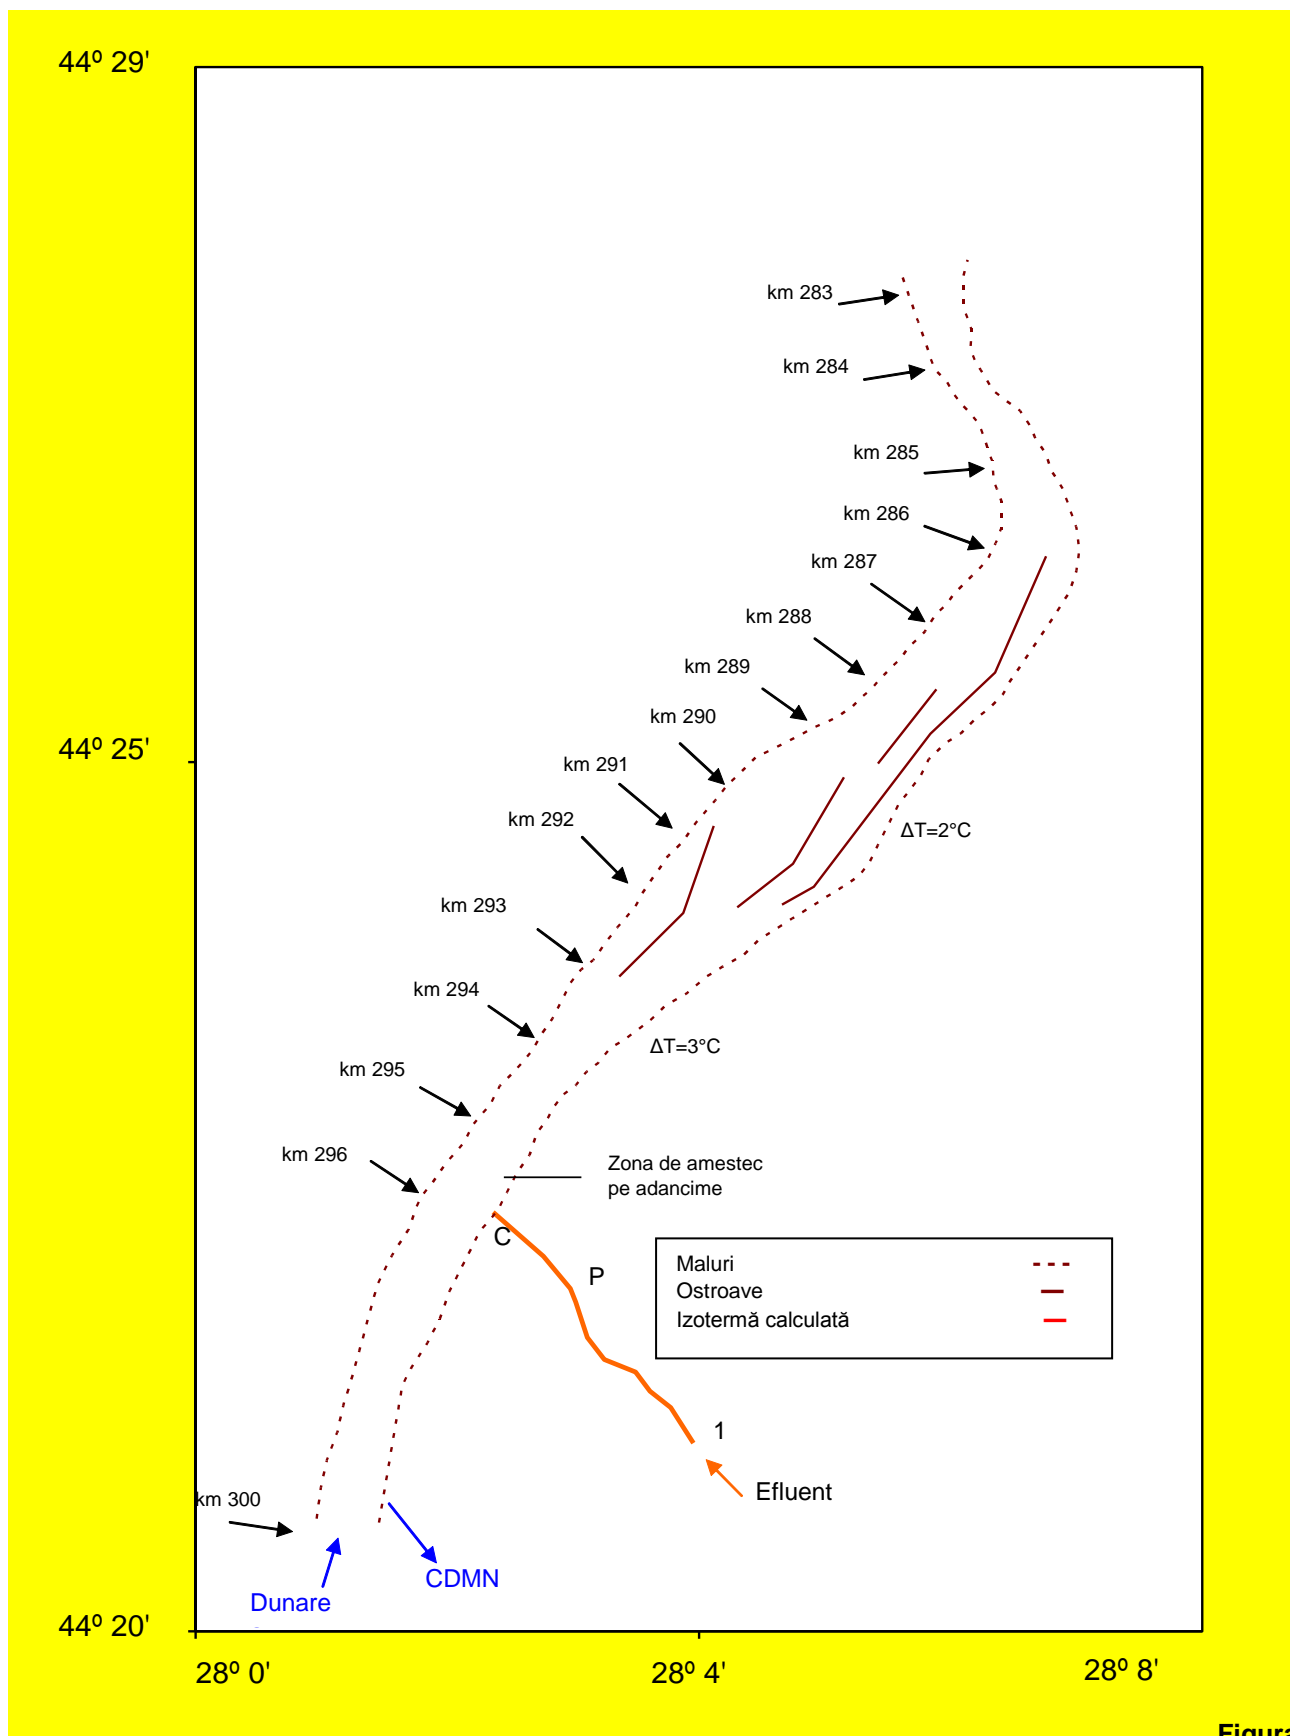 44º 29'
km 283
km 284
km 285
km 286
km 287
km 288
km 289
km 290
44º 25'
km 291
km 292
ΔT=2°C
km 293
km 294
ΔT=3°C
km 295
km 296
Zona de amestec
pe adancime
C
P
Maluri
Ostroave
Izotermă calculată
1
Efluent
km 300
CDMN
Dunare
44º 20'
28º 0'
28º 4'
28º 8'
Figura